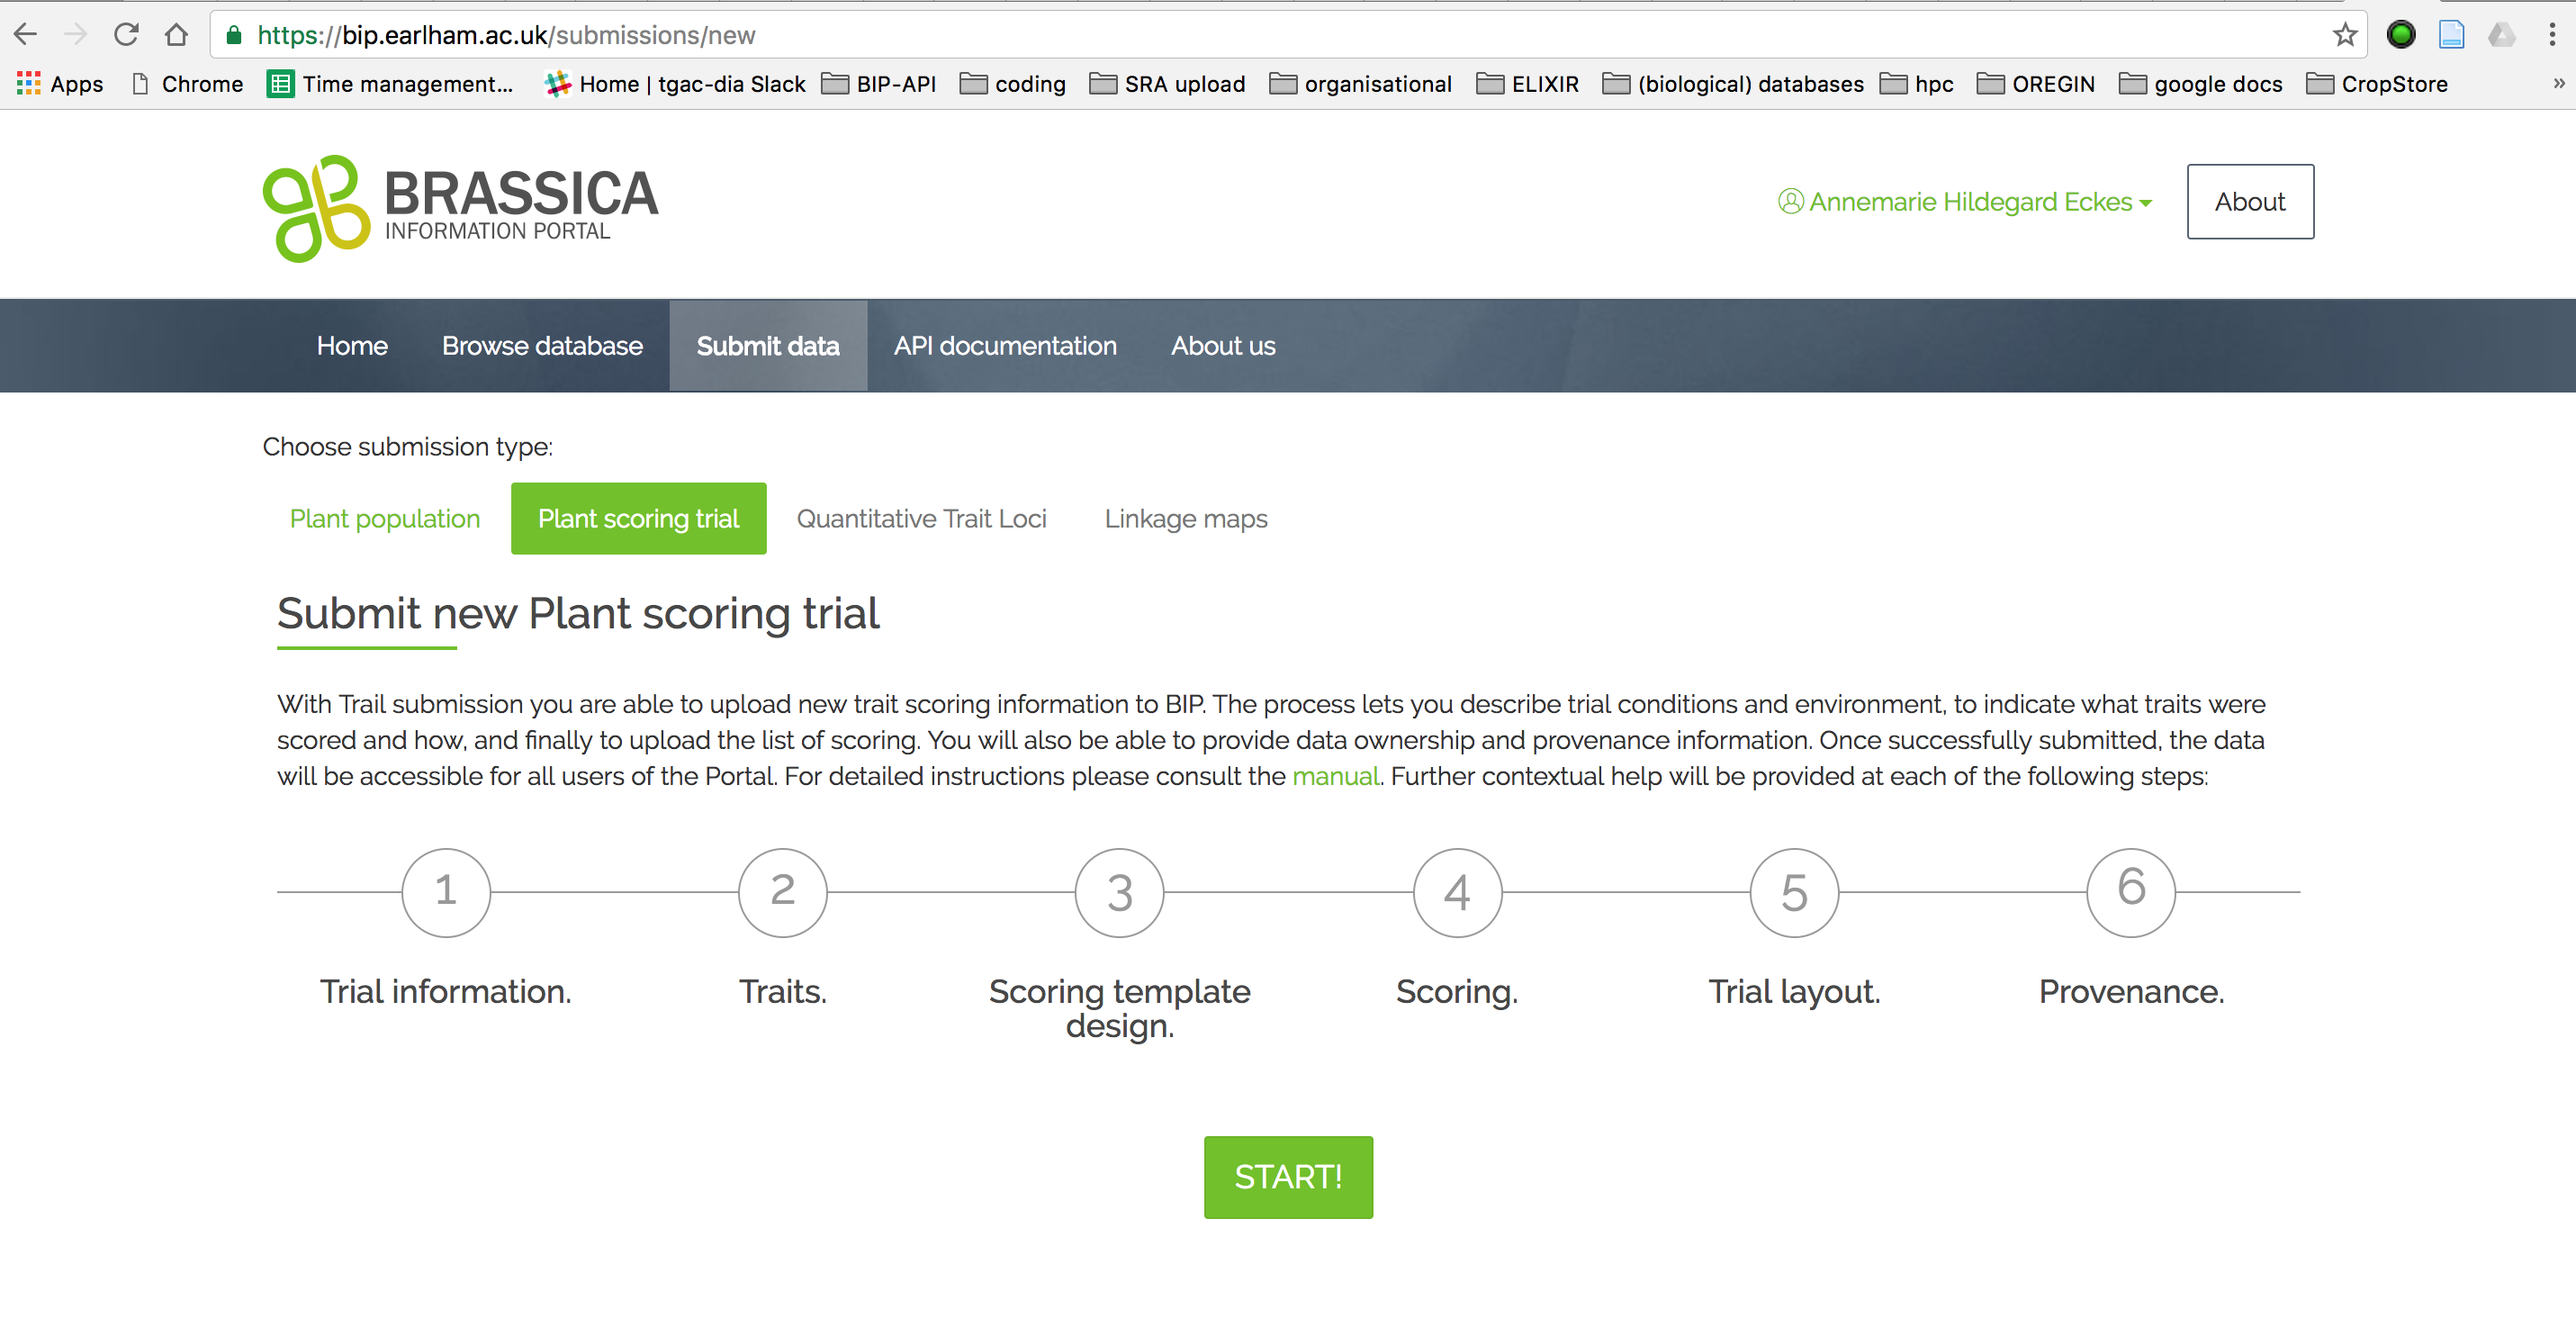 https://bip.earlham.ac.uk/submissions/new
Apps Chrome Time management... Home | tgac-dia Slack BIP-API coding SRA upload organisational ELIXIR (biological) databases hpc OREGIN google docs CropStore »
BRASSICA
INFORMATION PORTAL
Annemarie Hildegard Eckes
About
Home Browse database Submit data API documentation About us
Choose submission type:
Plant population Plant scoring trial Quantitative Trait Loci Linkage maps
Submit new Plant scoring trial
With Trail submission you are able to upload new trait scoring information to BIP. The process lets you describe trial conditions and environment, to indicate what traits were
scored and how, and finally to upload the list of scoring. You will also be able to provide data ownership and provenance information. Once successfully submitted, the data
will be accessible for all users of the Portal. For detailed instructions please consult the manual. Further contextual help will be provided at each of the following steps:
1 2 3 4 5 6
Trial information. Traits. Scoring template Scoring. Trial layout. Provenance.
design.
START!